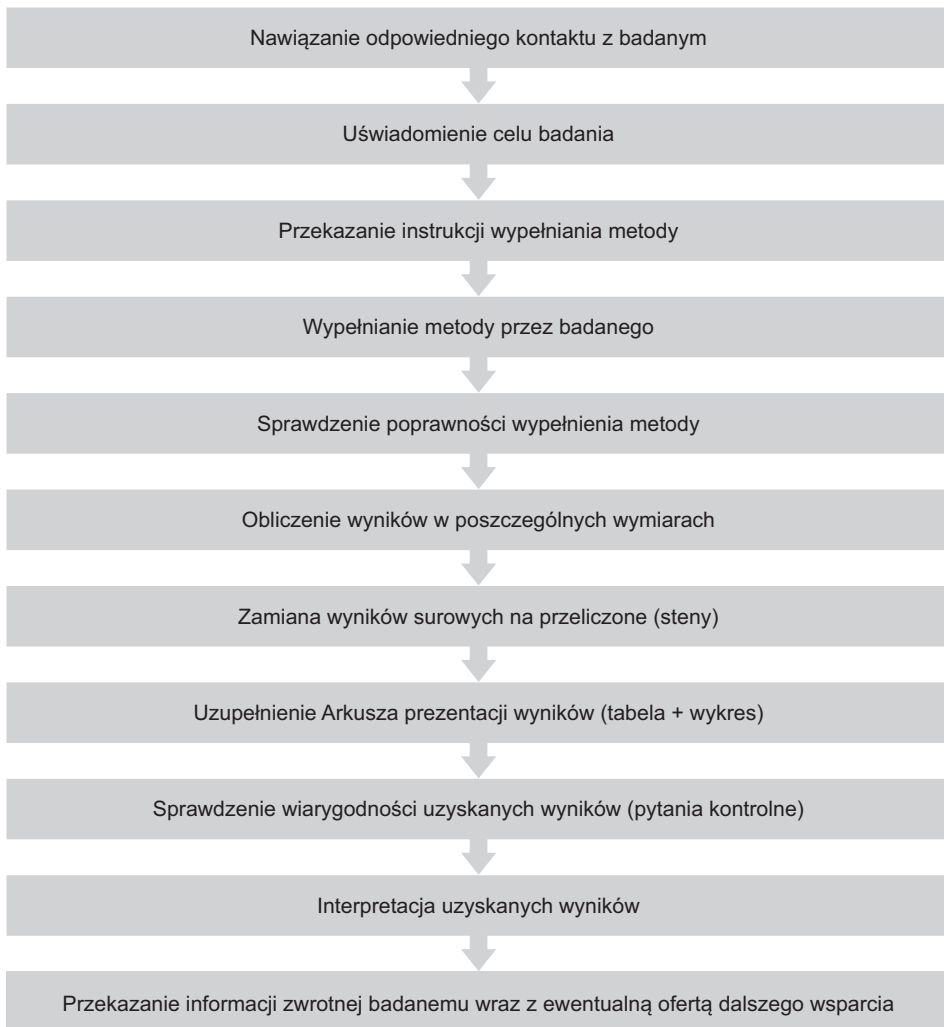 Nawiązanie odpowiedniego kontaktu z badanym
Uświadomienie celu badania
Przekazanie instrukcji wypełniania metody
Wypełnianie metody przez badanego
Sprawdzenie poprawności wypełnienia metody
Obliczenie wyników w poszczególnych wymiarach
Zamiana wyników surowych na przeliczone (steny)
Uzupełnienie Arkusza prezentacji wyników (tabela + wykres)
Sprawdzenie wiarygodności uzyskanych wyników (pytania kontrolne)
Interpretacja uzyskanych wyników
Przekazanie informacji zwrotnej badanemu wraz z ewentualną ofertą dalszego wsparcia